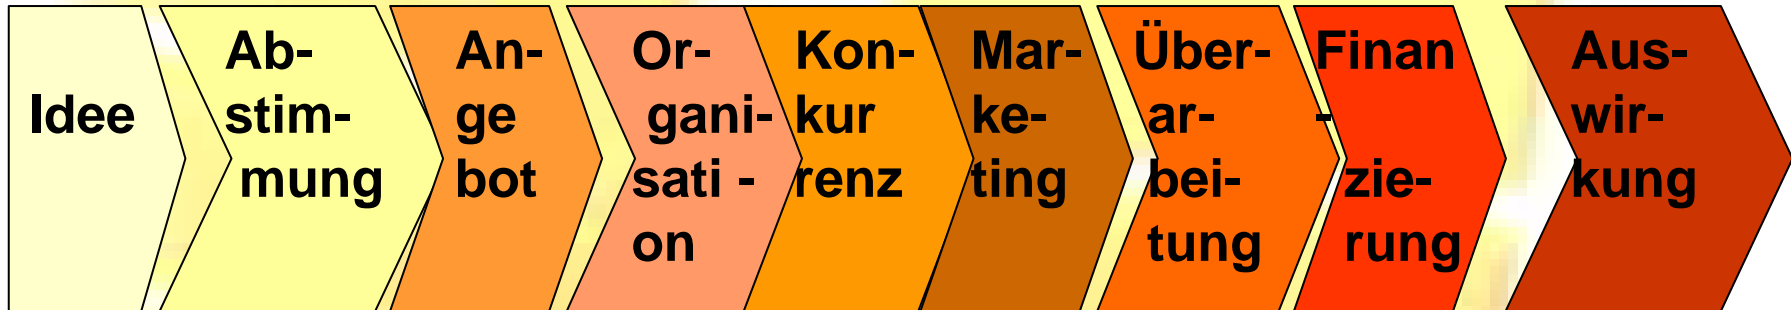 Idee
Ab-
stim-
mung
An-
ge
bot
Or-
gani-
sati -
on
Kon-
kur
renz
Mar-
ke-
ting
Über-
ar-
bei-
tung
Finan
-
zie-
rung
Aus-
wir-
kung